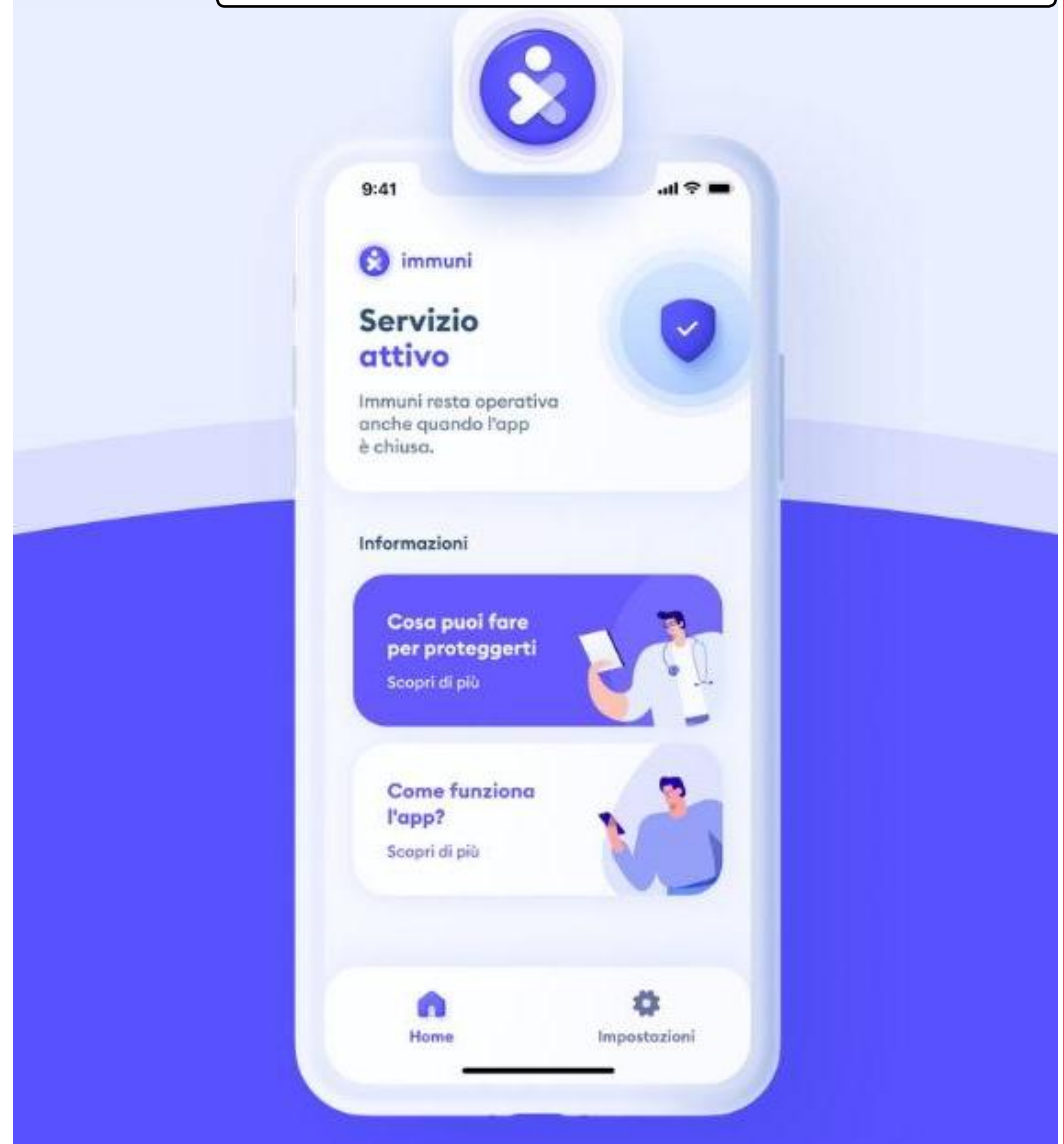 9:41
immuni
Servizio
attivo
Immuni resta operativa
anche quando l'app
è chiusa.
Informazioni
Cosa puoi fare
per proteggerti
Scopri di più
Come funziona
l'app?
Scopri di più
Home
Impostazioni